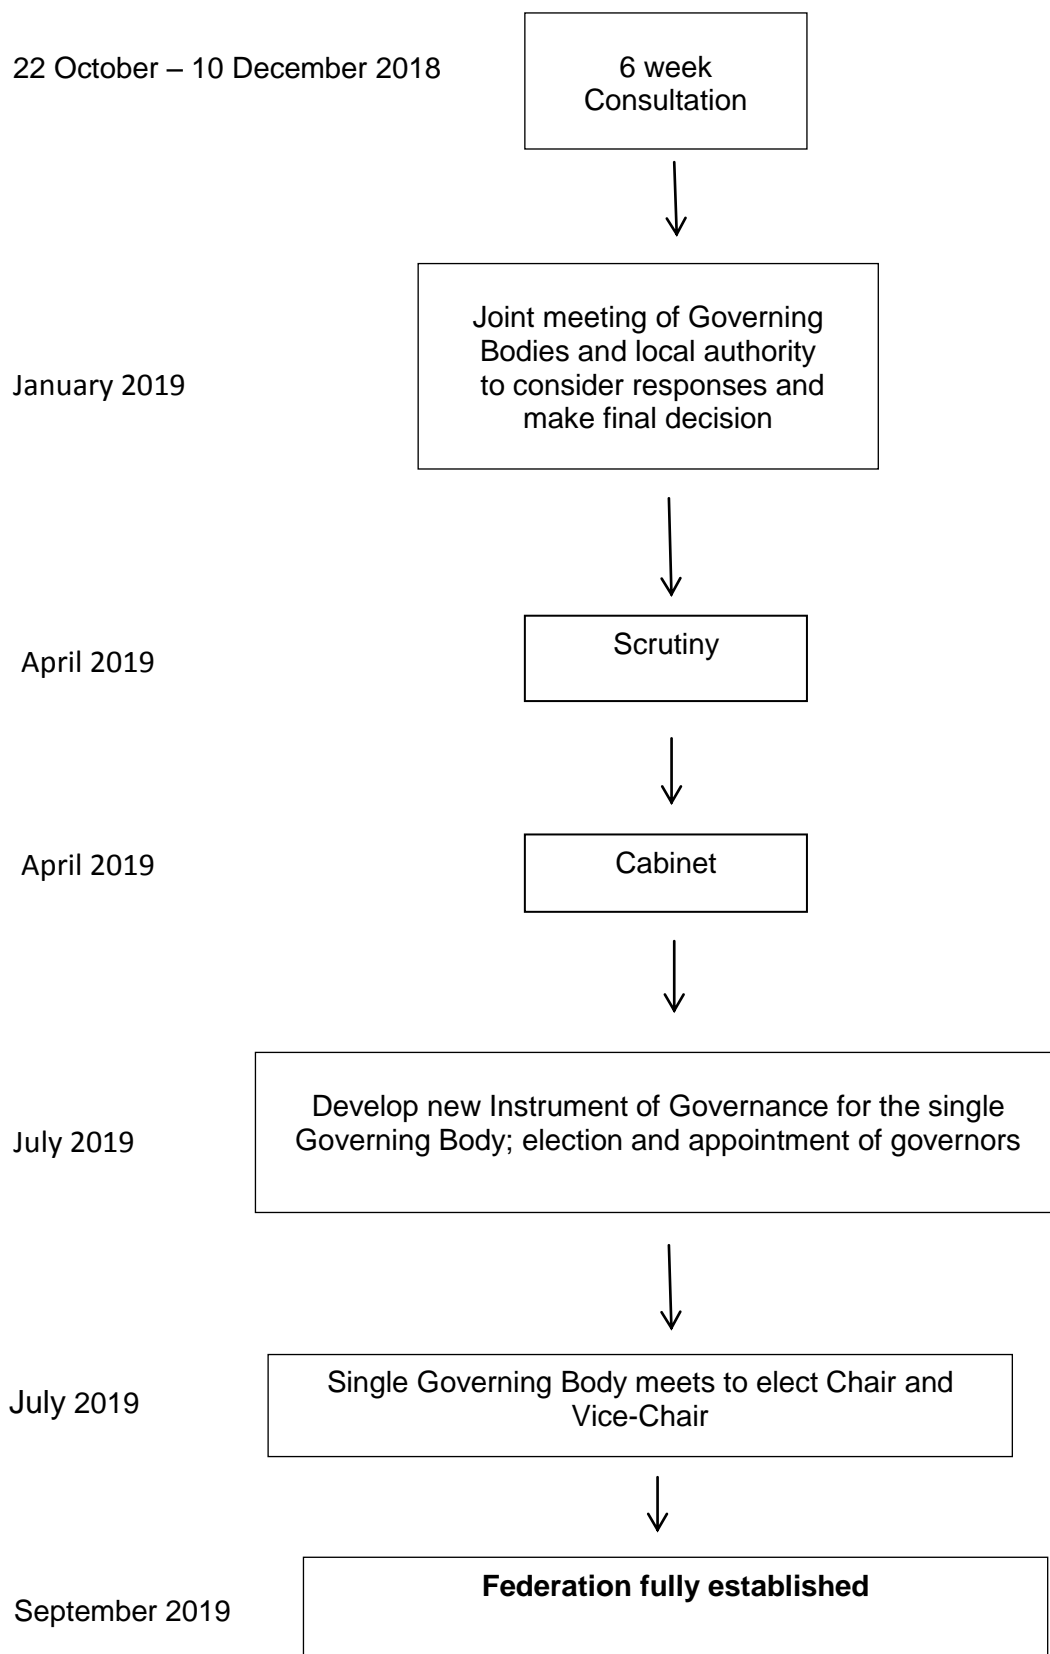 22 October – 10 December 2018
6 week
Consultation
January 2019
Joint meeting of Governing
Bodies and local authority
to consider responses and
make final decision
April 2019
Scrutiny
April 2019
Cabinet
July 2019
Develop new Instrument of Governance for the single
Governing Body; election and appointment of governors
July 2019
Single Governing Body meets to elect Chair and
Vice-Chair
September 2019
Federation fully established